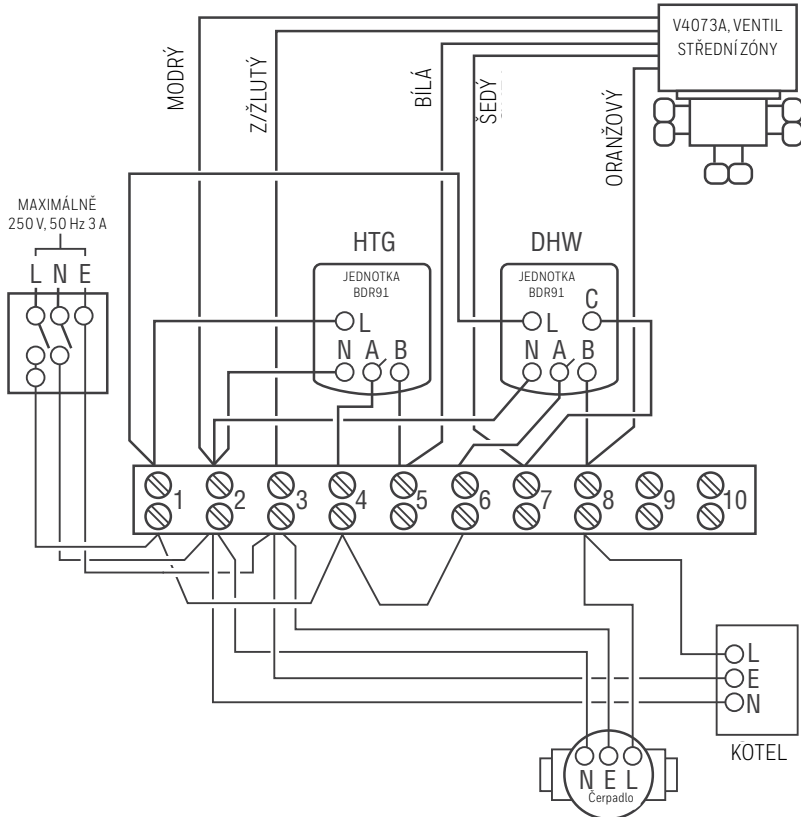 V4073A, VENTIL
STŘEDNÍ ZÓNY
MODRÝ
Z/ŽLUTÝ
BÍLÁ
ŠEDÝ
ORANŽOVÝ
MAXIMÁLNĚ
250 V, 50 Hz 3 A
L N E
HTG
JEDNOTKA
BDR91
L
N A B
DHW
JEDNOTKA
BDR91
C
L
N A B
1 2 3 4 5 6 7 8 9 10
L
E
N
KOTEL
N E L
Čerpadlo